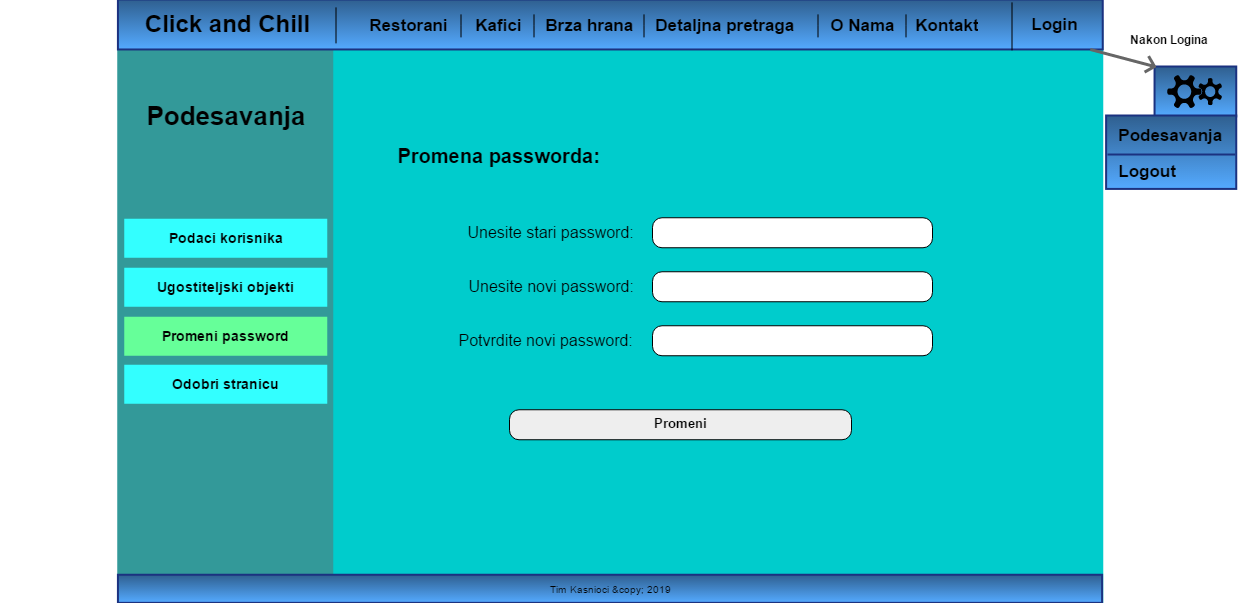 Click and Chill
Restorani
Kafici
Brza hrana
Detaljna pretraga
O Nama
Kontakt
Login
Nakon Logina
Podesavanja
Logout
Podesavanja
Podaci korisnika
Ugostiteljski objekti
Promeni password
Odobri stranicu
Promena passworda:
Unesite stari password:
Unesite novi password:
Potvrdite novi password:
Promeni
Tim Kasnioci &copy; 2019